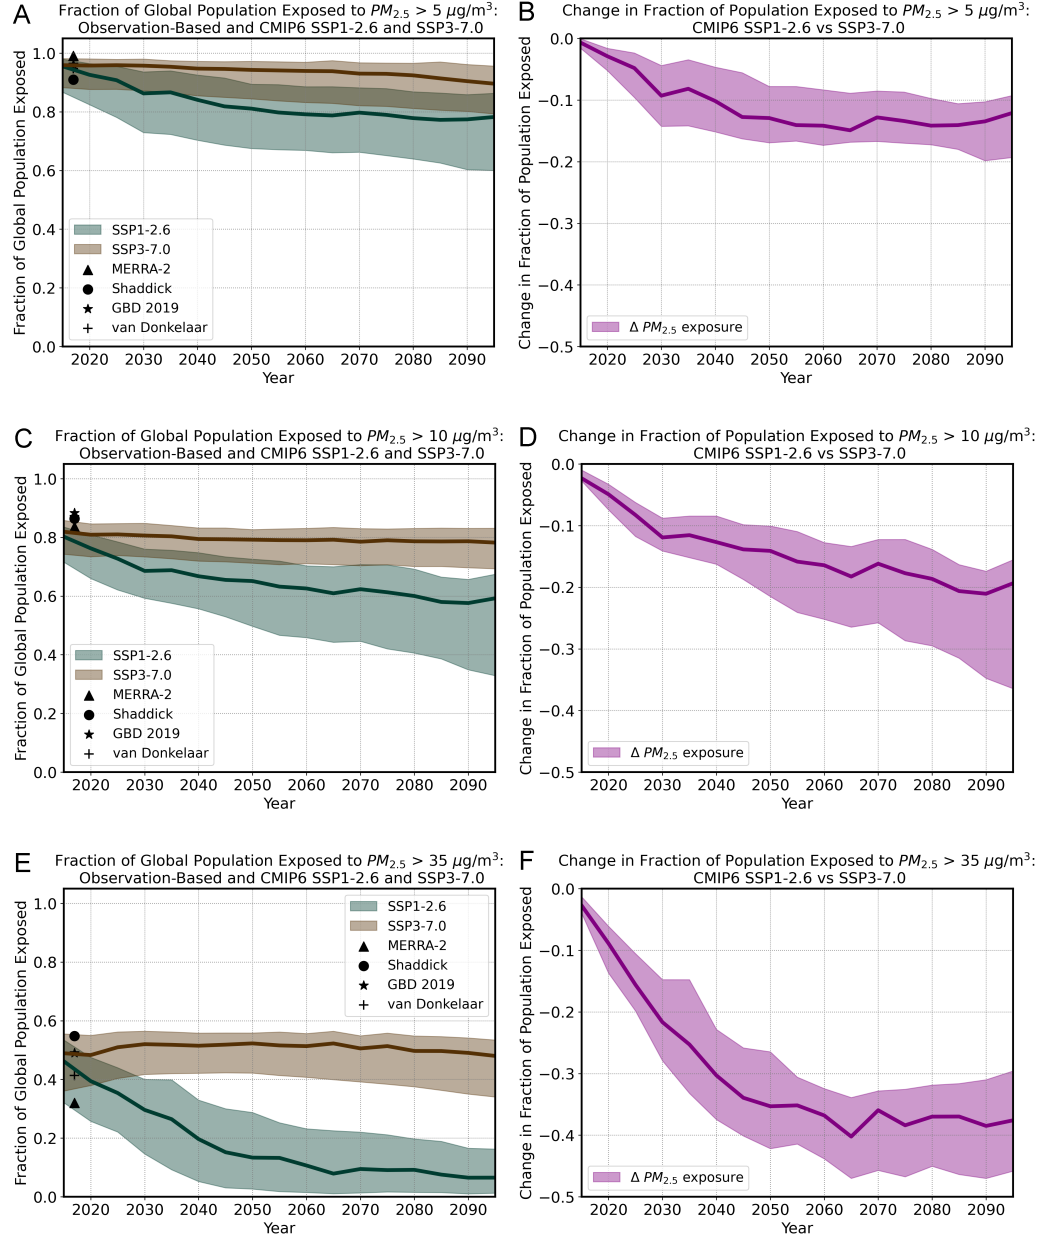 A
Fraction of Global Population Exposed to PM2.5 > 5 μg/m³:
Observation-Based and CMIP6 SSP1-2.6 and SSP3-7.0
Fraction of Global Population Exposed
1.0
0.8
0.6
0.4
0.2
0.0
SSP1-2.6
SSP3-7.0
MERRA-2
Shaddick
GBD 2019
van Donkelaar
2020 2030 2040 2050 2060 2070 2080 2090
Year
B
Change in Fraction of Population Exposed to PM2.5 > 5 μg/m³:
CMIP6 SSP1-2.6 vs SSP3-7.0
Change in Fraction of Population Exposed
0.0
−0.1
−0.2
−0.3
−0.4
−0.5
Δ PM2.5 exposure
2020 2030 2040 2050 2060 2070 2080 2090
Year
C
Fraction of Global Population Exposed to PM2.5 > 10 μg/m³:
Observation-Based and CMIP6 SSP1-2.6 and SSP3-7.0
Fraction of Global Population Exposed
1.0
0.8
0.6
0.4
0.2
0.0
SSP1-2.6
SSP3-7.0
MERRA-2
Shaddick
GBD 2019
van Donkelaar
2020 2030 2040 2050 2060 2070 2080 2090
Year
D
Change in Fraction of Population Exposed to PM2.5 > 10 μg/m³:
CMIP6 SSP1-2.6 vs SSP3-7.0
Change in Fraction of Population Exposed
0.0
−0.1
−0.2
−0.3
−0.4
−0.5
Δ PM2.5 exposure
2020 2030 2040 2050 2060 2070 2080 2090
Year
E
Fraction of Global Population Exposed to PM2.5 > 35 μg/m³:
Observation-Based and CMIP6 SSP1-2.6 and SSP3-7.0
Fraction of Global Population Exposed
1.0
0.8
0.6
0.4
0.2
0.0
SSP1-2.6
SSP3-7.0
MERRA-2
Shaddick
GBD 2019
van Donkelaar
2020 2030 2040 2050 2060 2070 2080 2090
Year
F
Change in Fraction of Population Exposed to PM2.5 > 35 μg/m³:
CMIP6 SSP1-2.6 vs SSP3-7.0
Change in Fraction of Population Exposed
0.0
−0.1
−0.2
−0.3
−0.4
−0.5
Δ PM2.5 exposure
2020 2030 2040 2050 2060 2070 2080 2090
Year